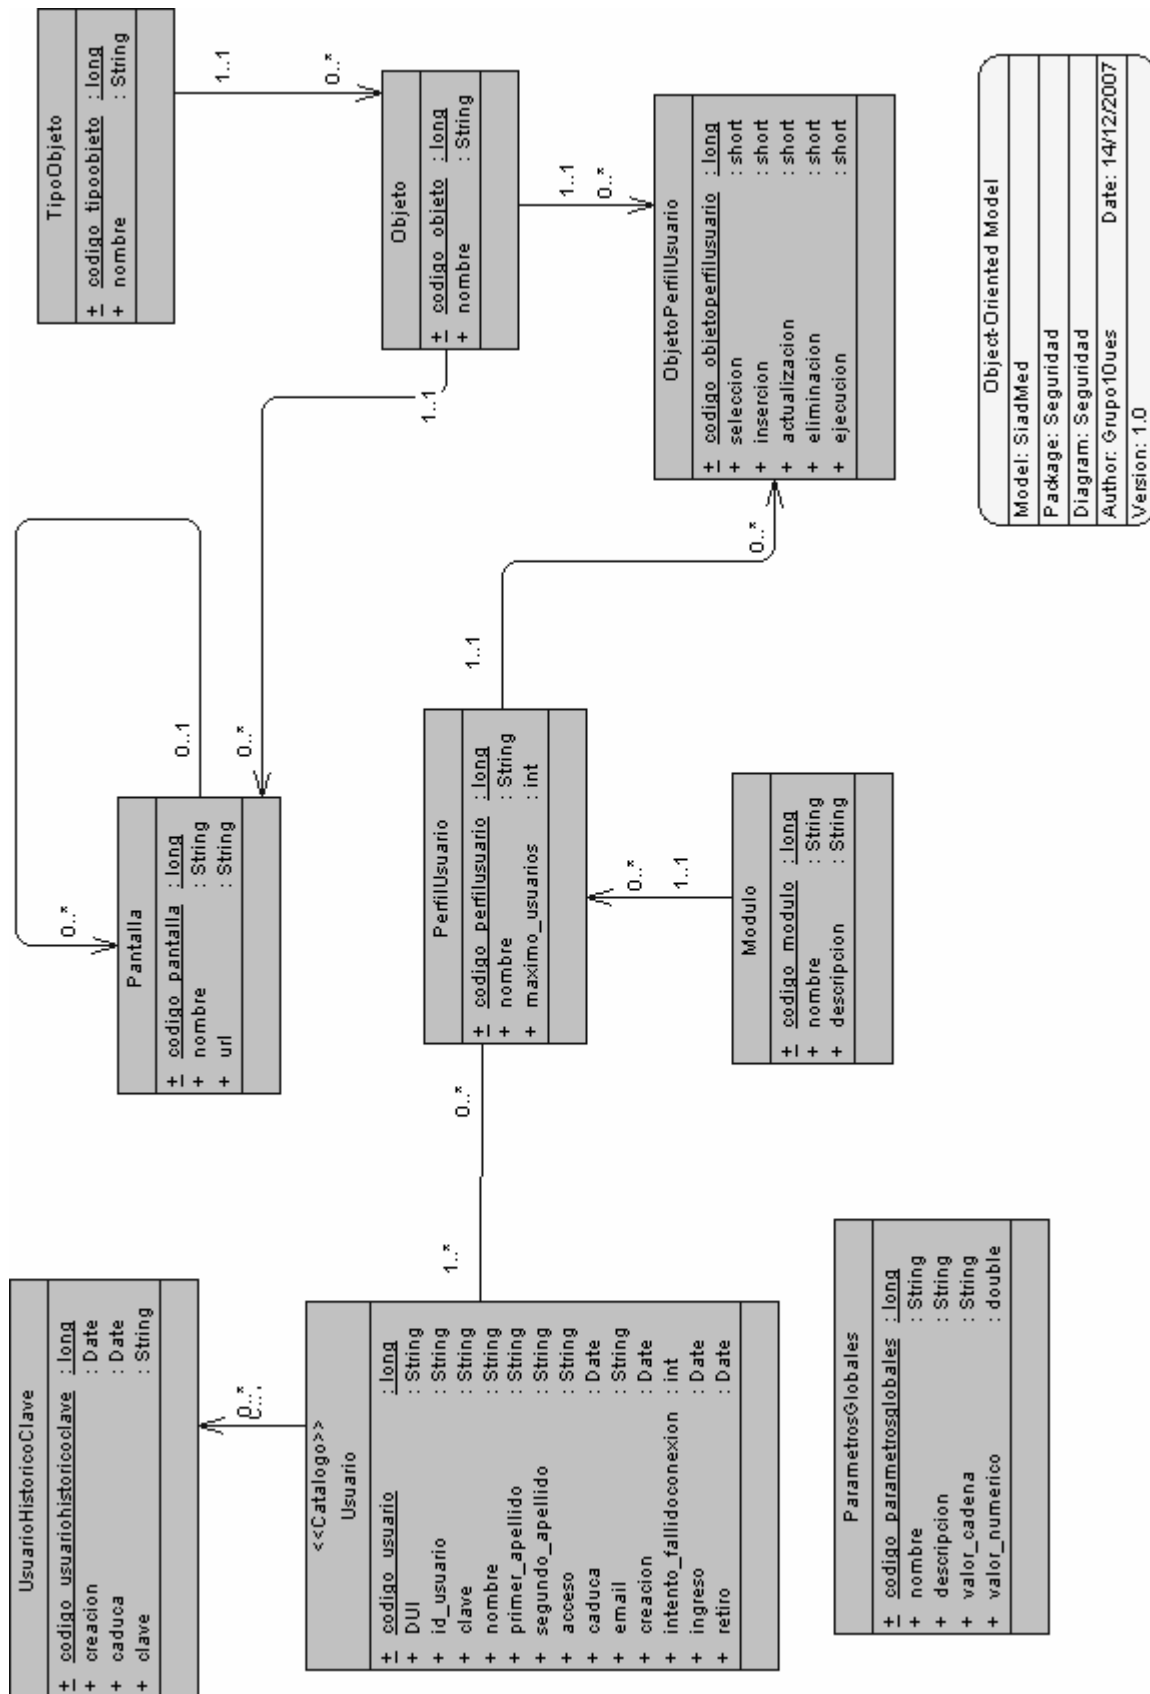 UsuarioHistoricoClave
+ codigo_usuariohistoricoclave : long
+ creacion : Date
+ caduca : Date
+ clave : String
0..*
<<Catalogo>>
Usuario
+ codigo_usuario : long
+ DUI : String
+ id_usuario : String
+ clave : String
+ nombre : String
+ primer_apellido : String
+ segundo_apellido : String
+ acceso : String
+ caduca : Date
+ email : String
+ creacion : Date
+ intento_fallidoconexion : int
+ ingreso : Date
+ retiro : Date
1..*
0..*
ParametrosGlobales
+ codigo_parametrosglobales : long
+ nombre : String
+ descripcion : String
+ valor_cadena : String
+ valor_numerico : double
Pantalla
+ codigo_pantalla : long
+ nombre : String
+ url : String
0..*
0..1
0..*
PerfilUsuario
+ codigo_perfilusuario : long
+ nombre : String
+ maximo_usuarios : int
0..*
1..1
Modulo
+ codigo_modulo : long
+ nombre : String
+ descripcion : String
1..1
0..*
TipoObjeto
+ codigo_tipoobjeto : long
+ nombre : String
1..1
0..*
Objeto
+ codigo_objeto : long
+ nombre : String
1..1
1..1
0..*
ObjetoPerfilUsuario
+ codigo_objetoperfilusuario : long
+ seleccion : short
+ insercion : short
+ actualizacion : short
+ eliminacion : short
+ ejecucion : short
Object-Oriented Model
Model: SiadMed
Package: Seguridad
Diagram: Seguridad
Author: Grupo10ues Date: 14/12/2007
Version: 1.0